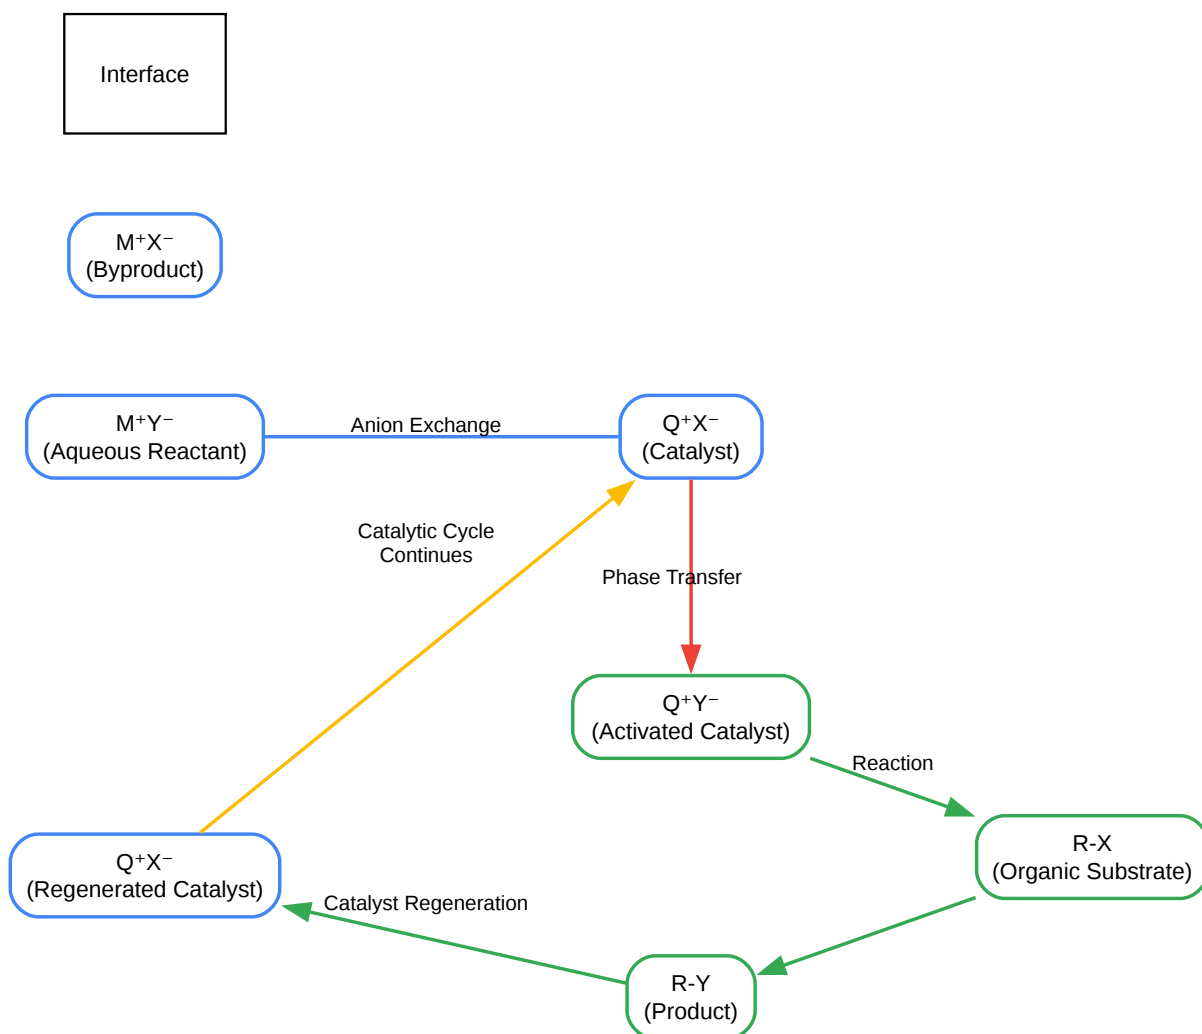 Interface
M⁺X⁻
(Byproduct)
M⁺Y⁻
(Aqueous Reactant)
Anion Exchange
Q⁺X⁻
(Catalyst)
Catalytic Cycle
Continues
Phase Transfer
Q⁺Y⁻
(Activated Catalyst)
Reaction
R-X
(Organic Substrate)
Q⁺X⁻
(Regenerated Catalyst)
Catalyst Regeneration
R-Y
(Product)